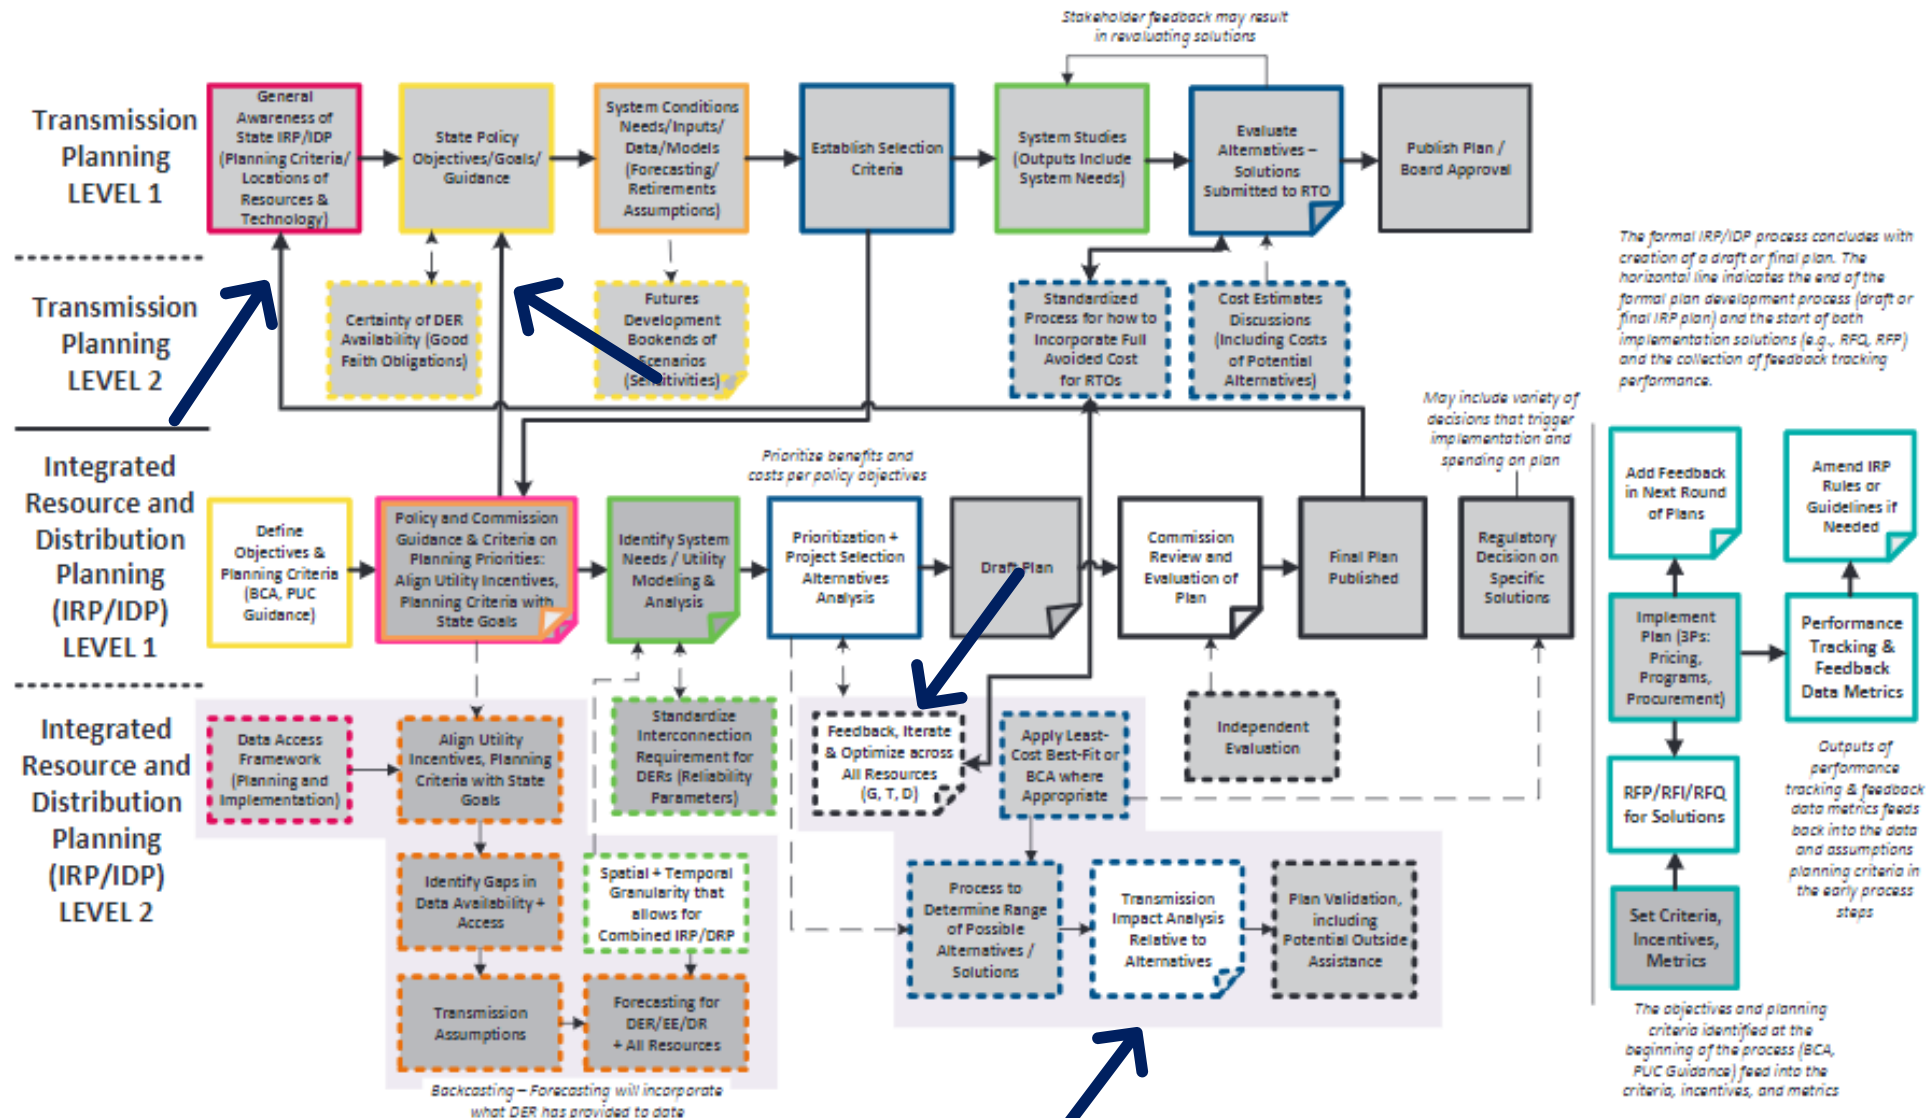 Stakeholder feedback may result
in revaluating solutions
Transmission
Planning
LEVEL 1
General
Awareness of
State IRP/IDP
(Planning Criteria/
Locations of
Resources &
Technology)
State Policy
Objectives/Goals/
Guidance
System Conditions
Needs/Inputs/
Data/Models
(Forecasting/
Retirements
Assumptions)
Establish Selection
Criteria
System Studies
(Outputs Include
System Needs)
Evaluate
Alternatives –
Solutions
Submitted to RTO
Publish Plan /
Board Approval
Transmission
Planning
LEVEL 2
Certainty of DER
Availability (Good
Faith Obligations)
Futures
Development
Bookends of
Scenarios
(Sensitivities)
Standardized
Process for how to
Incorporate Full
Avoided Cost
for RTOs
Cost Estimates
Discussions
(Including Costs
of Potential
Alternatives)
The formal IRP/IDP process concludes with
creation of a draft or final plan. The
horizontal line indicates the end of the
formal plan development process (draft or
final IRP plan) and the start of both
implementation solutions (e.g., RFQ, RFP)
and the collection of feedback tracking
performance.
Integrated
Resource and
Distribution
Planning
(IRP/IDP)
LEVEL 1
Prioritize benefits and
costs per policy objectives
May include variety of
decisions that trigger
implementation and
spending on plan
Define
Objectives &
Planning Criteria
(BCA, PUC
Guidance)
Policy and Commission
Guidance & Criteria on
Planning Priorities:
Align Utility Incentives,
Planning Criteria with
State Goals
Identify System
Needs / Utility
Modeling &
Analysis
Prioritization +
Project Selection
Alternatives
Analysis
Draft Plan
Commission
Review and
Evaluation of
Plan
Final Plan
Published
Regulatory
Decision on
Specific
Solutions
Add Feedback
in Next Round
of Plans
Amend IRP
Rules or
Guidelines if
Needed
Implement
Plan (3Ps:
Pricing,
Programs,
Procurement)
Performance
Tracking &
Feedback
Data Metrics
RFP/RFI/RFQ
for Solutions
Outputs of
performance
tracking & feedback
data metrics feeds
back into the data
and assumptions
planning criteria in
the early process
steps
Set Criteria,
Incentives,
Metrics
The objectives and planning
criteria identified at the
beginning of the process (BCA,
PUC Guidance) feed into the
criteria, incentives, and metrics
Integrated
Resource and
Distribution
Planning
(IRP/IDP)
LEVEL 2
Data Access
Framework
(Planning and
Implementation)
Align Utility
Incentives, Planning
Criteria with State
Goals
Standardize
Interconnection
Requirement for
DERs (Reliability
Parameters)
Feedback, Iterate
& Optimize across
All Resources
(G, T, D)
Apply Least-
Cost Best-Fit or
BCA where
Appropriate
Independent
Evaluation
Identify Gaps in
Data Availability +
Access
Spatial + Temporal
Granularity that
allows for
Combined IRP/DRP
Process to
Determine Range
of Possible
Alternatives /
Solutions
Transmission
Impact Analysis
Relative to
Alternatives
Plan Validation,
including
Potential Outside
Assistance
Transmission
Assumptions
Forecasting for
DER/EE/DR
+ All Resources
Backcasting – Forecasting will incorporate
what DER has provided to date